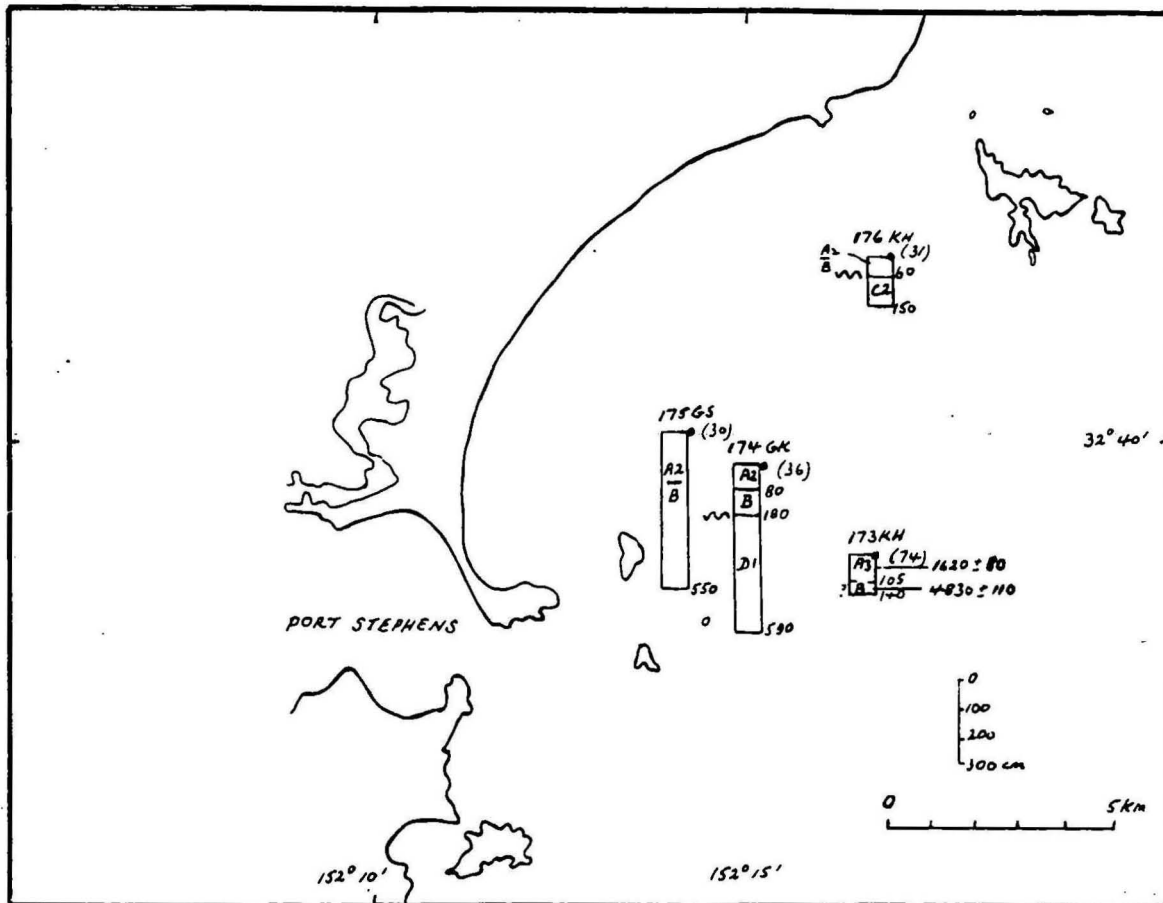 176 KH
(31)
A2
B
60
C2
150
175 GS
(30)
A2
B
550
174 GK
(36)
A2
80
B
180
D1
590
32° 40'
173KH
(74)
A3
1620 ± 80
105
? B
140
4830 ± 110
PORT STEPHENS
0
100
200
300 cm
0
5 Km
152° 10'
152° 15'